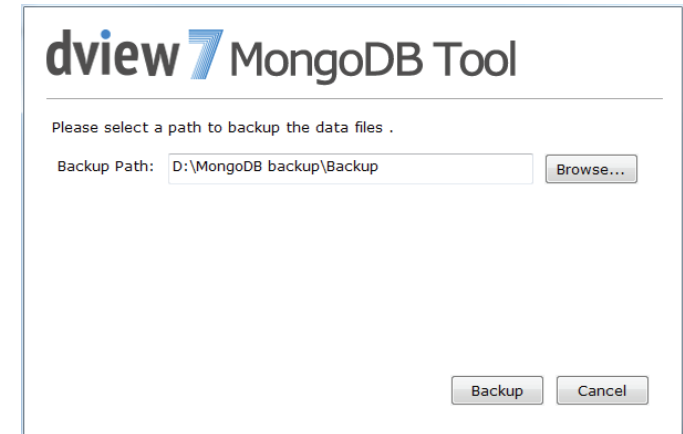 dview 7 MongoDB Tool
Please select a path to backup the data files .
Backup Path: D:\MongoDB backup\Backup Browse...
Backup Cancel